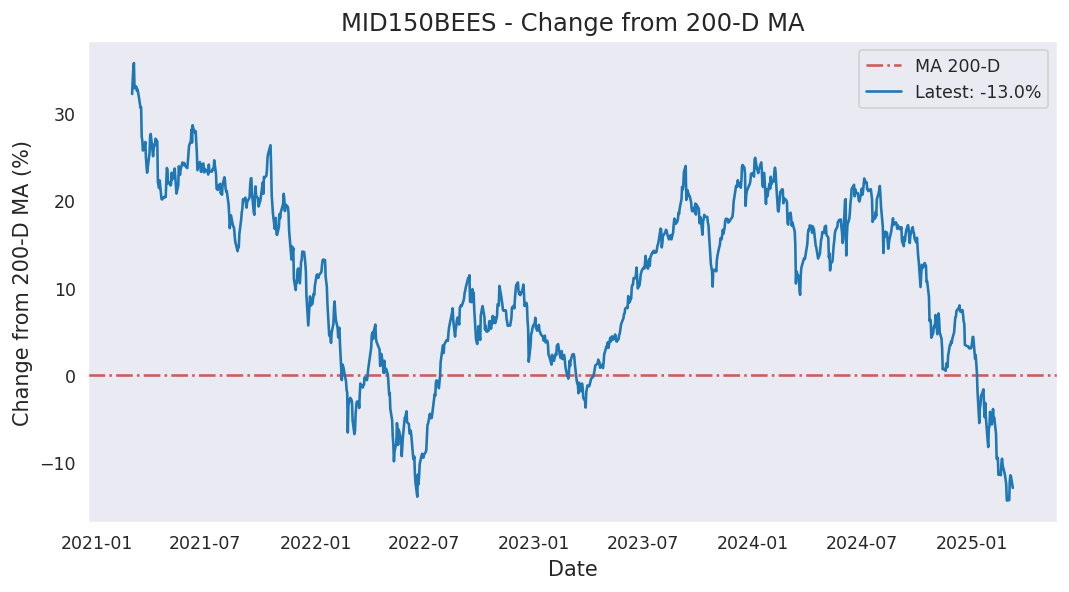 MID150BEES - Change from 200-D MA
MA 200-D
Latest: -13.0%
Change from 200-D MA (%)
30
20
10
0
−10
2021-01 2021-07 2022-01 2022-07 2023-01 2023-07 2024-01 2024-07 2025-01
Date